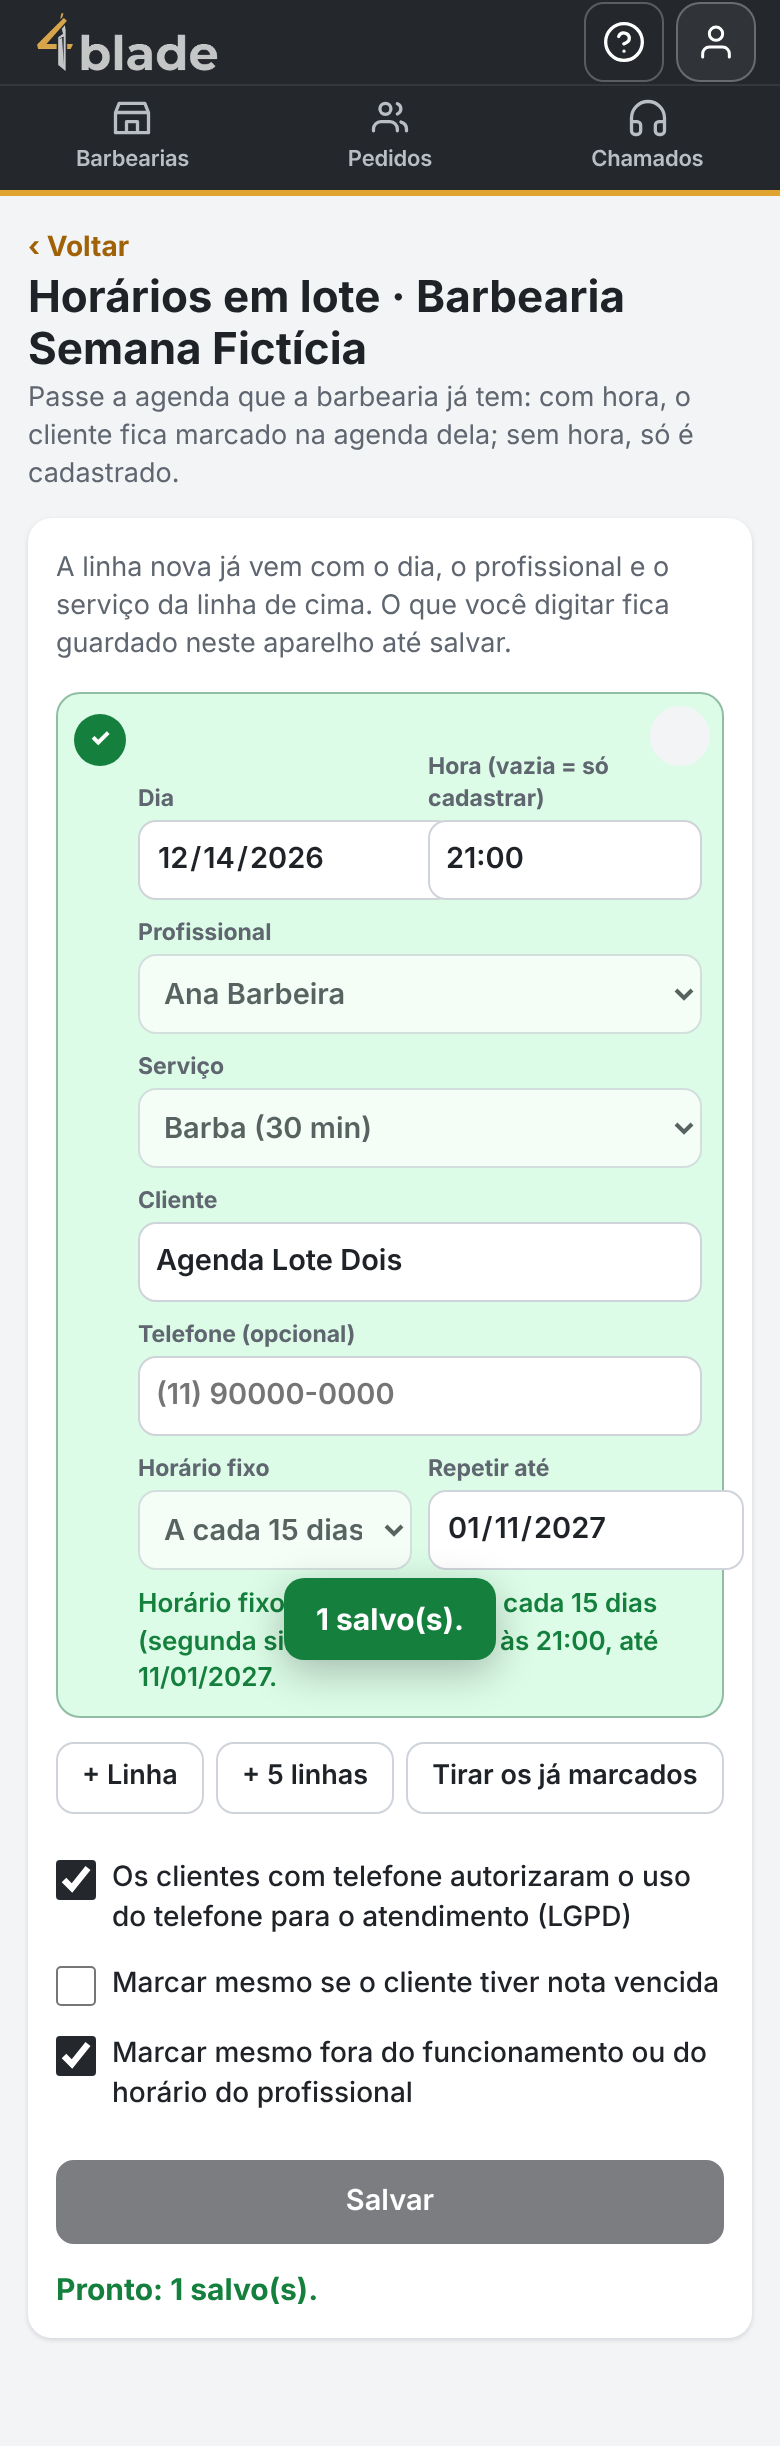 4blade
Barbearias
Pedidos
Chamados
‹ Voltar
Horários em lote · Barbearia
Semana Fictícia
Passe a agenda que a barbearia já tem: com hora, o
cliente fica marcado na agenda dela; sem hora, só é
cadastrado.
A linha nova já vem com o dia, o profissional e o
serviço da linha de cima. O que você digitar fica
guardado neste aparelho até salvar.
Dia
Hora (vazia = só
cadastrar)
12/14/2026
21:00
Profissional
Ana Barbeira
Serviço
Barba (30 min)
Cliente
Agenda Lote Dois
Telefone (opcional)
(11) 90000-0000
Horário fixo
Repetir até
A cada 15 dias
01/11/2027
Horário fixo cada 15 dias
1 salvo(s).
(segunda às 21:00, até
11/01/2027.
+ Linha
+ 5 linhas
Tirar os já marcados
Os clientes com telefone autorizaram o uso
do telefone para o atendimento (LGPD)
Marcar mesmo se o cliente tiver nota vencida
Marcar mesmo fora do funcionamento ou do
horário do profissional
Salvar
Pronto: 1 salvo(s).